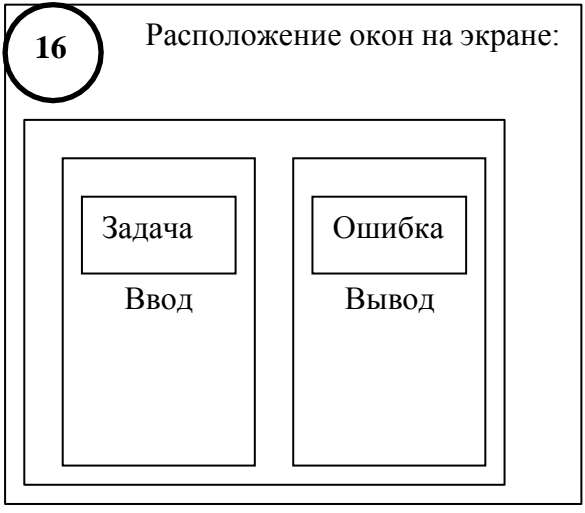 16
Расположение окон на экране:
Задача
Ошибка
Ввод
Вывод